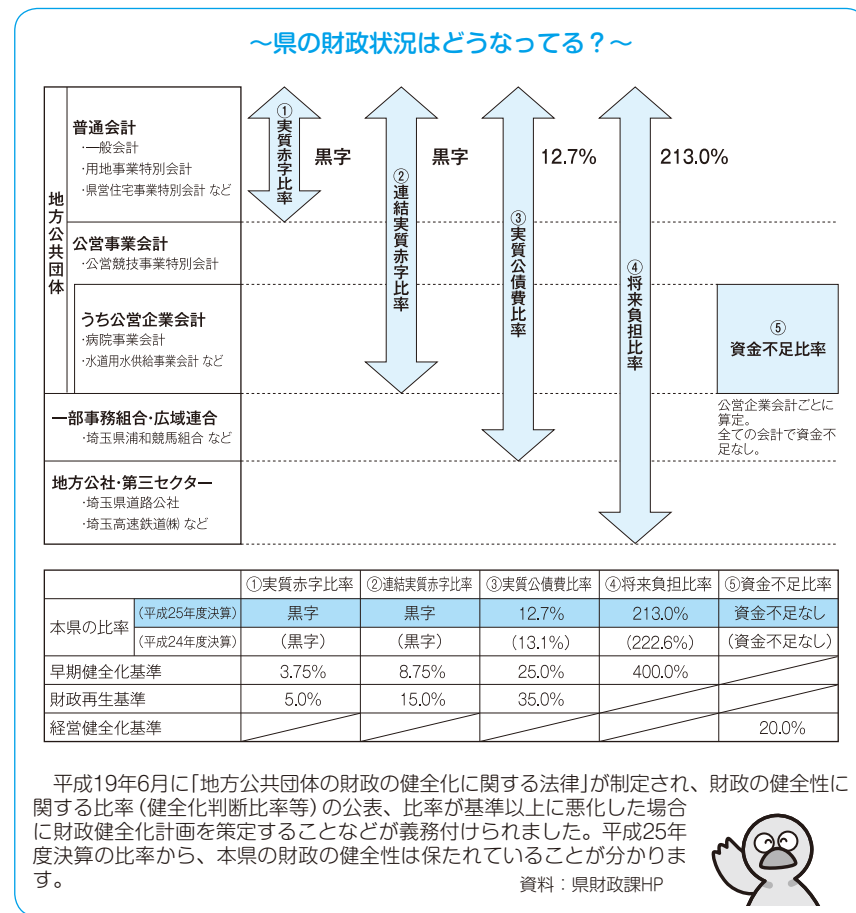 ～県の財政状況はどうなってる？～
地方公共団体
普通会計
・一般会計
・用地事業特別会計
・県営住宅事業特別会計 など
公営事業会計
・公営競技事業特別会計
うち公営企業会計
・病院事業会計
・水道用水供給事業会計 など
一部事務組合・広域連合
・埼玉県浦和競馬組合 など
地方公社・第三セクター
・埼玉県道路公社
・埼玉高速鉄道㈱ など
①実質赤字比率
黒字
②連結実質赤字比率
黒字
③実質公債費比率
12.7%
④将来負担比率
213.0%
⑤
資金不足比率
公営企業会計ごとに
算定。
全ての会計で資金不
足なし。
①実質赤字比率 ②連結実質赤字比率 ③実質公債費比率 ④将来負担比率 ⑤資金不足比率
本県の比率 (平成25年度決算) 黒字 黒字 12.7% 213.0% 資金不足なし
(平成24年度決算) (黒字) (黒字) (13.1%) (222.6%) (資金不足なし)
早期健全化基準 3.75% 8.75% 25.0% 400.0%
財政再生基準 5.0% 15.0% 35.0%
経営健全化基準 20.0%
平成19年6月に「地方公共団体の財政の健全化に関する法律」が制定され、財政の健全性に
関する比率(健全化判断比率等)の公表、比率が基準以上に悪化した場合
に財政健全化計画を策定することなどが義務付けられました。平成25年
度決算の比率から、本県の財政の健全性は保たれていることが分かりま
す。
資料：県財政課HP